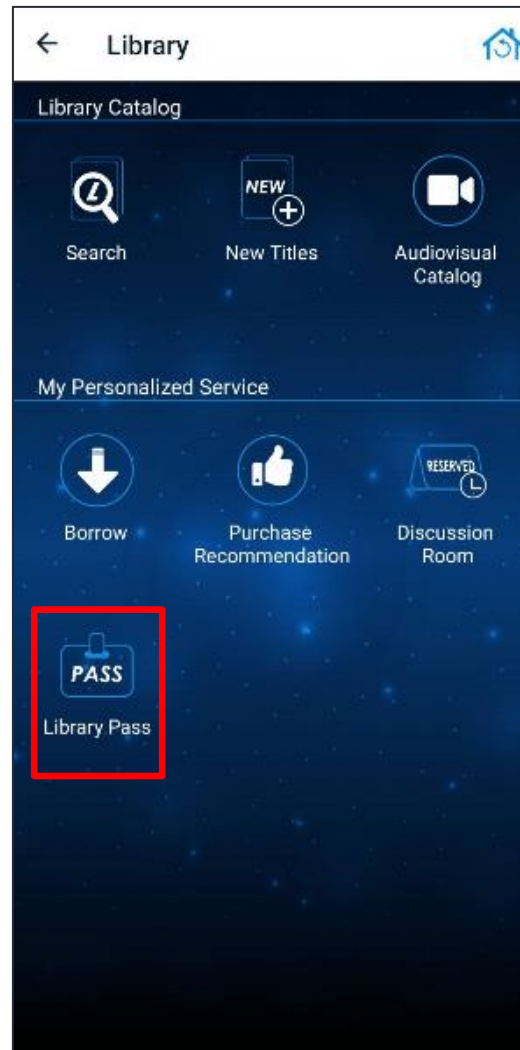 Library
Library Catalog
NEW
Search
New Titles
Audiovisual
Catalog
My Personalized Service
RESERVED
Borrow
Purchase
Recommendation
Discussion
Room
PASS
Library Pass